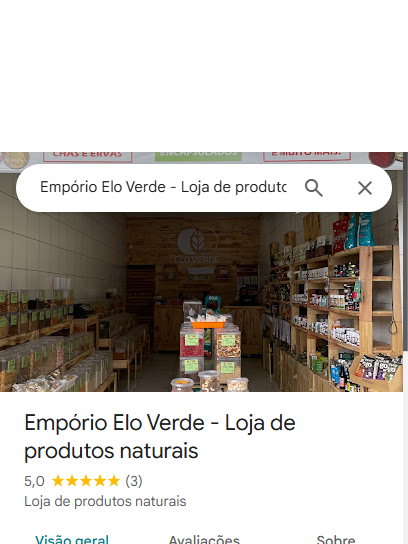 CHÁS E ERVAS
ENCAPSULADOS
E MUITO MAIS!
Empório Elo Verde - Loja de produto
ELO VERDE
Empório Elo Verde - Loja de
produtos naturais
5,0 ★★★★★ (3)
Loja de produtos naturais
Visão geral
Avaliações
Sobre